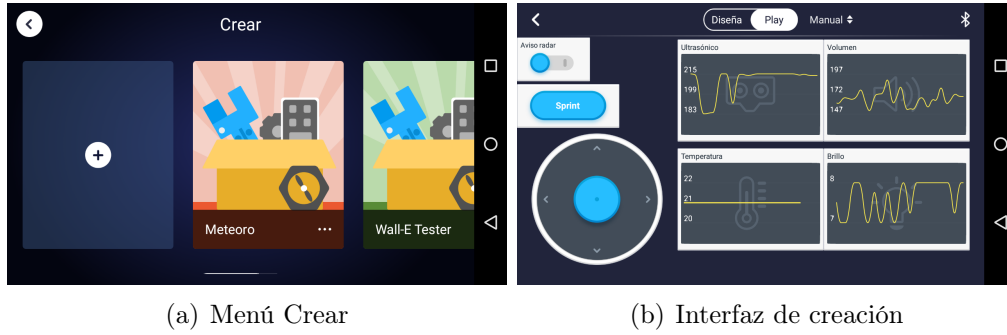 Crear
Meteoro
Wall-E Tester
Diseña Play Manual
Aviso radar
Sprint
Ultrasónico
215
199
183
Volumen
197
172
147
Temperatura
22
21
20
Brillo
8
7
(a) Menú Crear
(b) Interfaz de creación